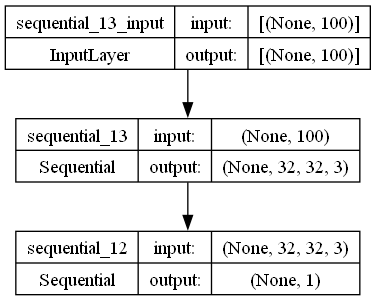 sequential_13_input input: [(None, 100)]
InputLayer output: [(None, 100)]
sequential_13 input: (None, 100)
Sequential output: (None, 32, 32, 3)
sequential_12 input: (None, 32, 32, 3)
Sequential output: (None, 1)